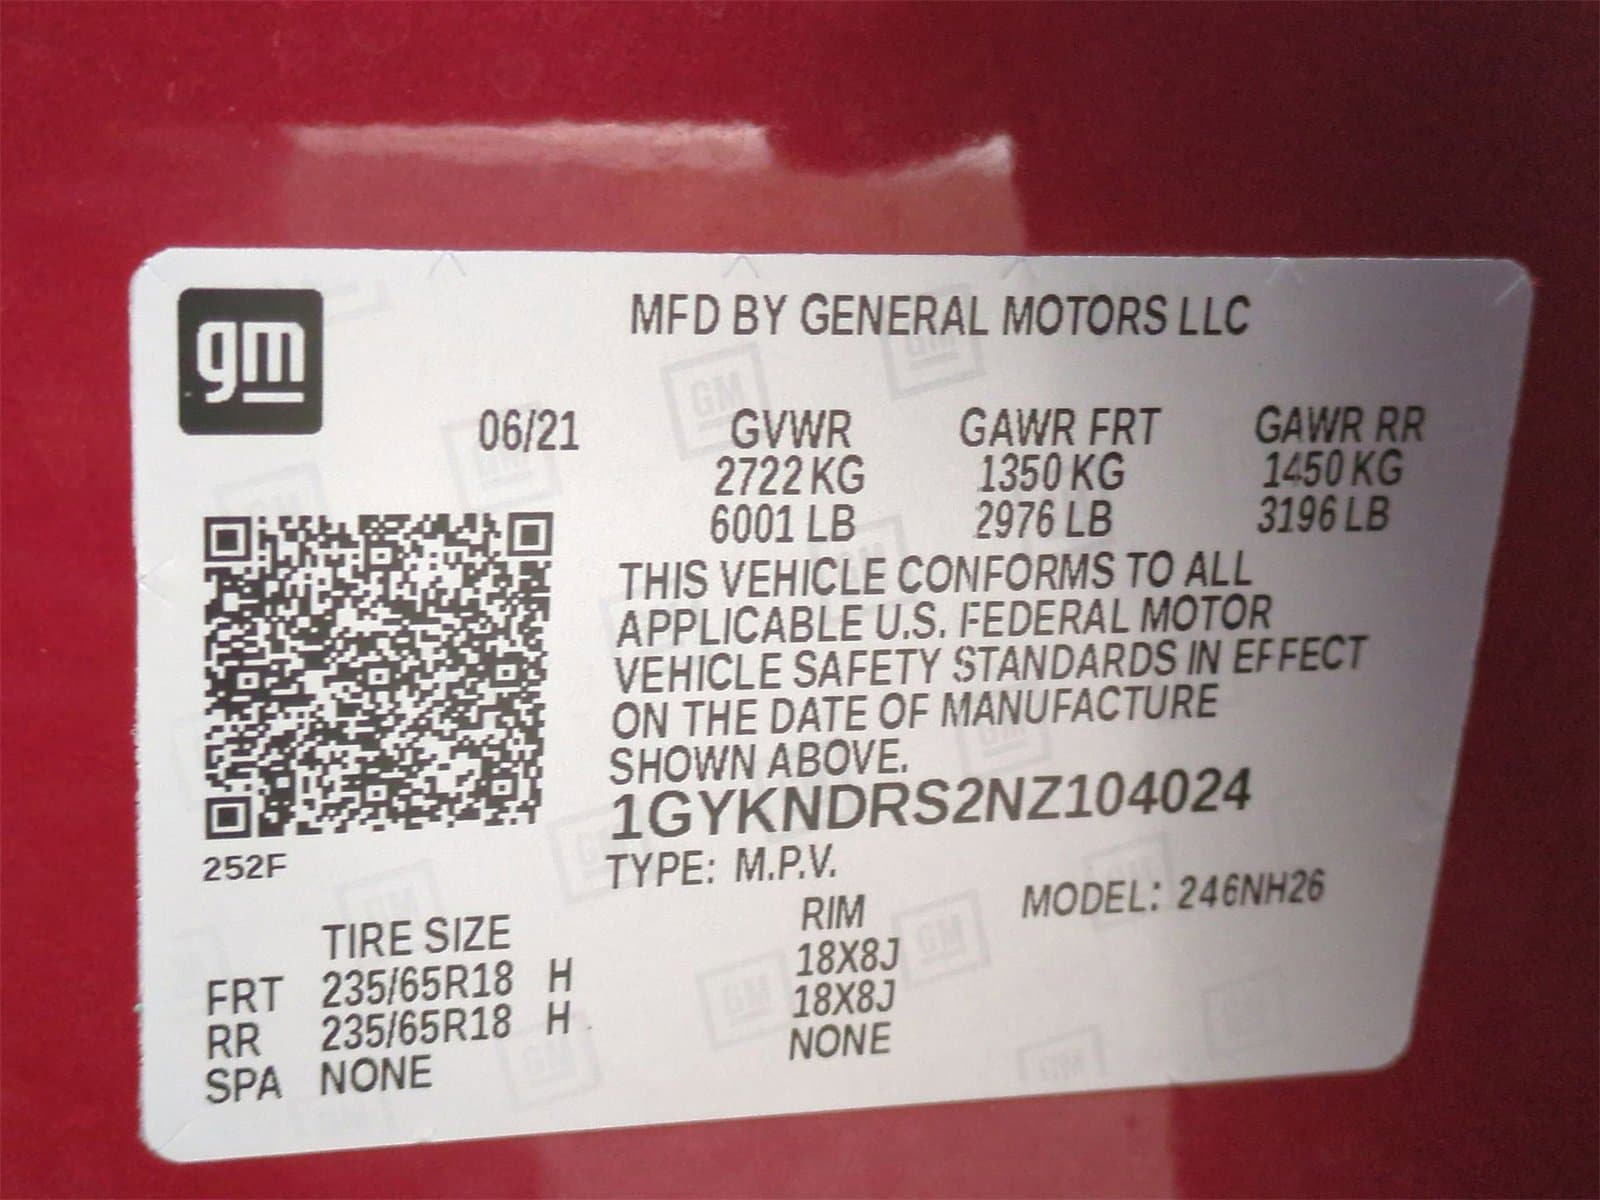 gm
MFD BY GENERAL MOTORS LLC
06/21 GVWR GAWR FRT GAWR RR
2722 KG 1350 KG 1450 KG
6001 LB 2976 LB 3196 LB
THIS VEHICLE CONFORMS TO ALL
APPLICABLE U.S. FEDERAL MOTOR
VEHICLE SAFETY STANDARDS IN EFFECT
ON THE DATE OF MANUFACTURE
SHOWN ABOVE.
1GYKNDRS2NZ104024
252F
TYPE: M.P.V.
MODEL: 246NH26
TIRE SIZE RIM
FRT 235/65R18 H 18X8J
RR 235/65R18 H 18X8J
SPA NONE NONE